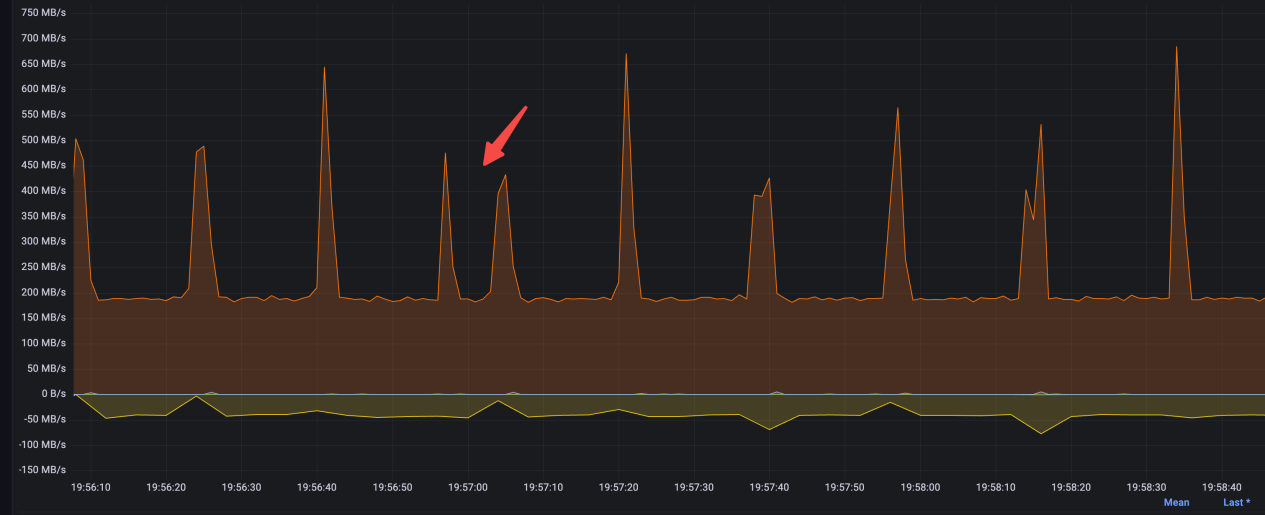 750 MB/s
700 MB/s
650 MB/s
600 MB/s
550 MB/s
500 MB/s
450 MB/s
400 MB/s
350 MB/s
300 MB/s
250 MB/s
200 MB/s
150 MB/s
100 MB/s
50 MB/s
0 B/s
-50 MB/s
-100 MB/s
-150 MB/s
19:56:10 19:56:20 19:56:30 19:56:40 19:56:50 19:57:00 19:57:10 19:57:20 19:57:30 19:57:40 19:57:50 19:58:00 19:58:10 19:58:20 19:58:30 19:58:40
Mean Last *